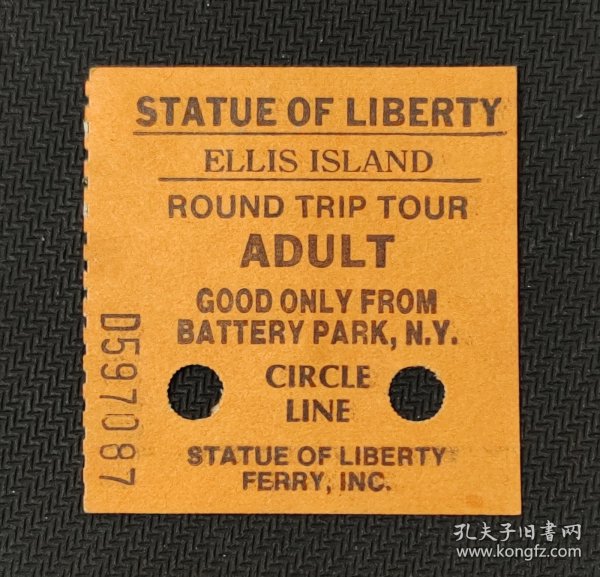 STATUE OF LIBERTY
ELLIS ISLAND
ROUND TRIP TOUR
ADULT
GOOD ONLY FROM
BATTERY PARK, N.Y.
CIRCLE
LINE
STATUE OF LIBERTY
FERRY, INC.
D597087
孔夫子旧书网
www.kongfz.com